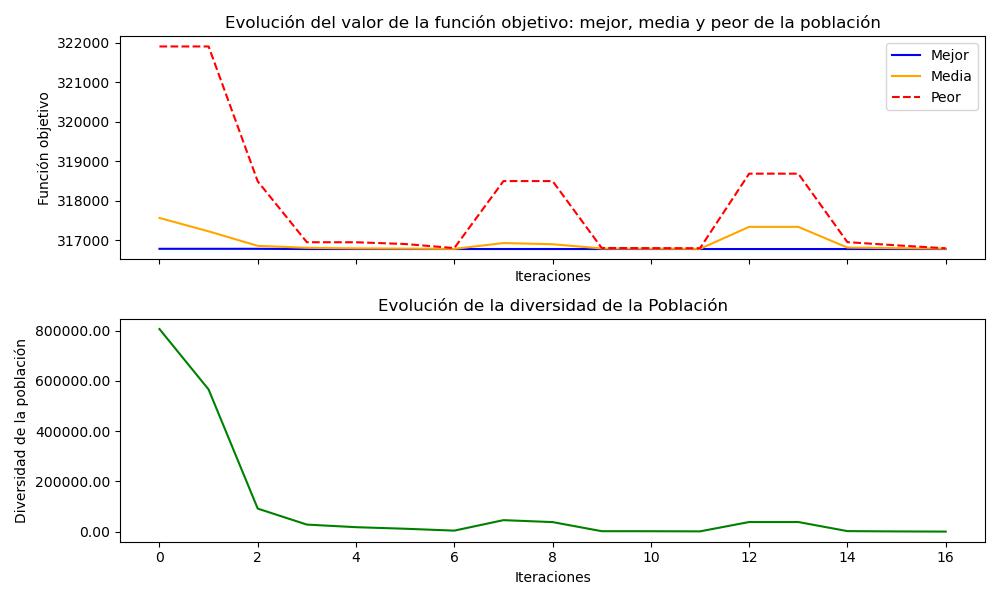 Evolución del valor de la función objetivo: mejor, media y peor de la población
322000
321000
320000
319000
318000
317000
Función objetivo
Mejor
Media
Peor
Iteraciones
Evolución de la diversidad de la Población
800000.00
600000.00
400000.00
200000.00
0.00
Diversidad de la población
0 2 4 6 8 10 12 14 16
Iteraciones